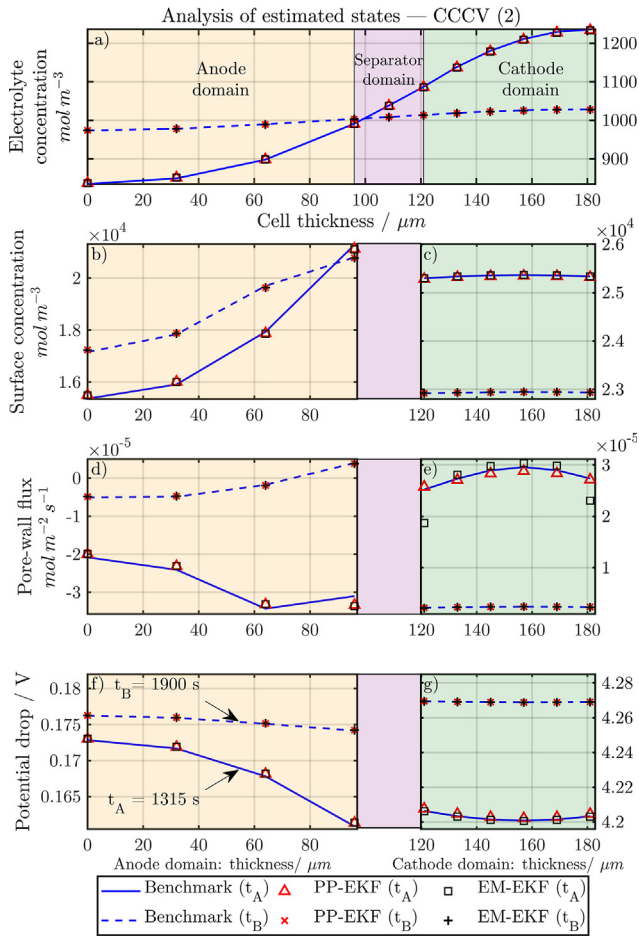 Analysis of estimated states — CCCV (2)
a)
Anode domain
Separator domain
Cathode domain
Electrolyte concentration mol m⁻³
1200
1100
1000
900
0 20 40 60 80 100 120 140 160 180
Cell thickness / μm
×10⁴
b)
2
1.8
1.6
Surface concentration mol m⁻³
0 20 40 60 80
×10⁴
c)
2.6
2.5
2.4
2.3
120 140 160 180
×10⁻⁵
d)
0
-1
-2
-3
Pore-wall flux mol m⁻² s⁻¹
0 20 40 60 80
×10⁻⁵
e)
3
2
1
120 140 160 180
f)
0.18
0.175
0.17
0.165
Potential drop / V
t_B = 1900 s
t_A = 1315 s
0 20 40 60 80
g)
4.28
4.26
4.24
4.22
4.2
120 140 160 180
Anode domain: thickness/ μm
Cathode domain: thickness/ μm
Benchmark (t_A) PP-EKF (t_A) EM-EKF (t_A)
Benchmark (t_B) PP-EKF (t_B) EM-EKF (t_B)